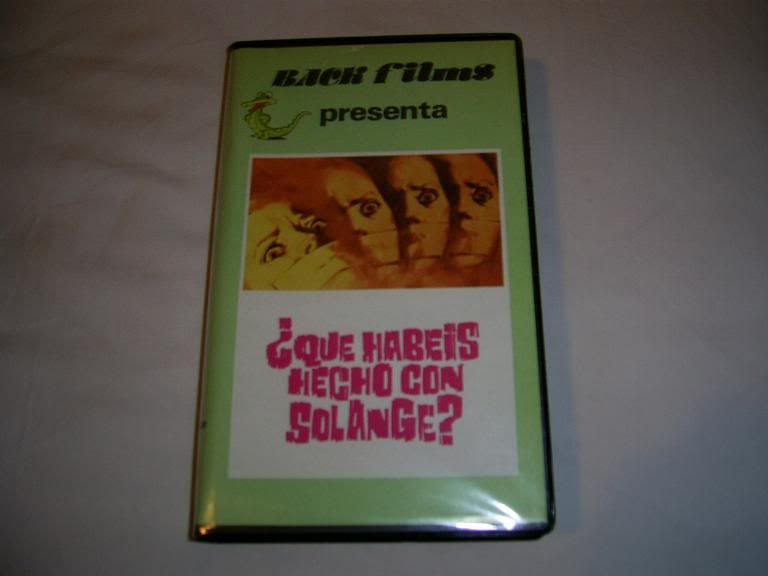 BACK films
presenta
¿QUE HABEIS
HECHO CON
SOLANGE?